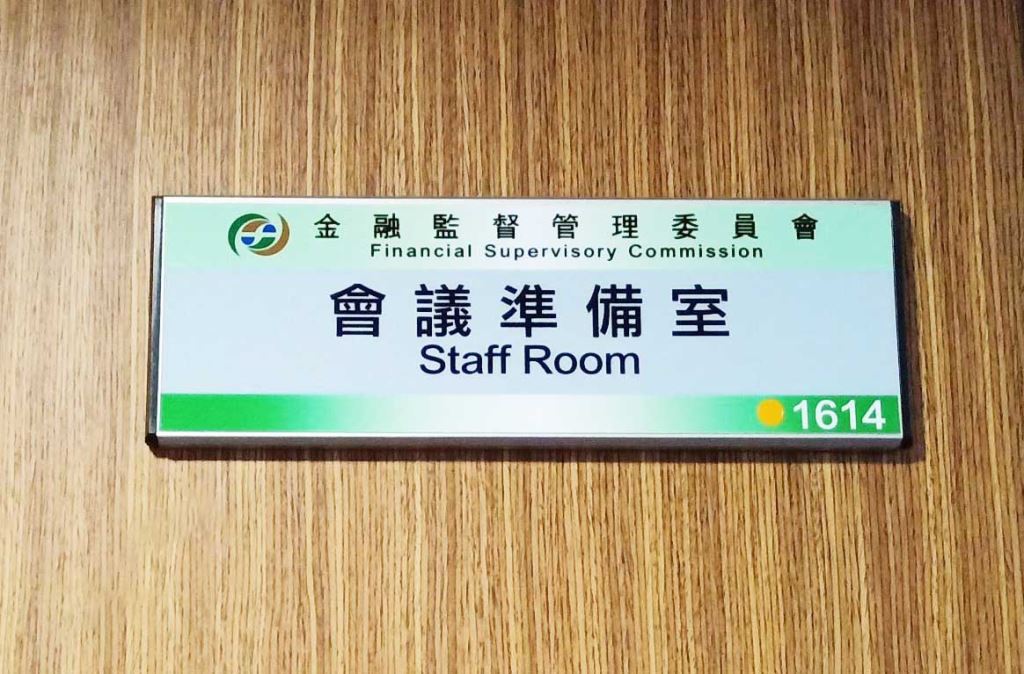 金融監督管理委員會
Financial Supervisory Commission
會議準備室
Staff Room
1614